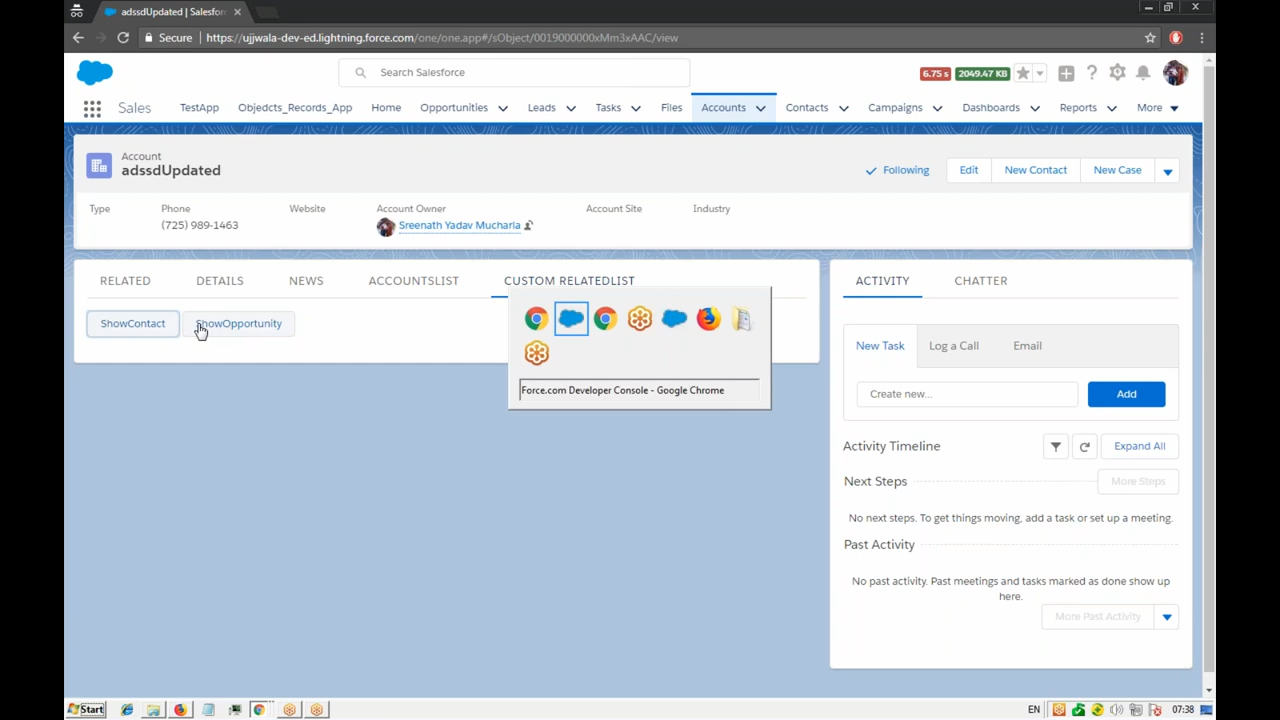 adssdUpdated | Salesfor
Secure | https://ujjwala-dev-ed.lightning.force.com/one/one.app#/sObject/0019000000xMm3xAAC/view
Search Salesforce
6.75 s 2049.47 KB
Sales TestApp Objedcts_Records_App Home Opportunities Leads Tasks Files Accounts Contacts Campaigns Dashboards Reports More
Account
adssdUpdated
Following Edit New Contact New Case
Type Phone Website Account Owner Account Site Industry
(725) 989-1463 Sreenath Yadav Mucharla
RELATED DETAILS NEWS ACCOUNTSLIST CUSTOM RELATEDLIST
ShowContact ShowOpportunity
Force.com Developer Console - Google Chrome
ACTIVITY CHATTER
New Task Log a Call Email
Create new... Add
Activity Timeline Expand All
Next Steps More Steps
No next steps. To get things moving, add a task or set up a meeting.
Past Activity
No past activity. Past meetings and tasks marked as done show up
here.
More Past Activity
Start EN 07:38